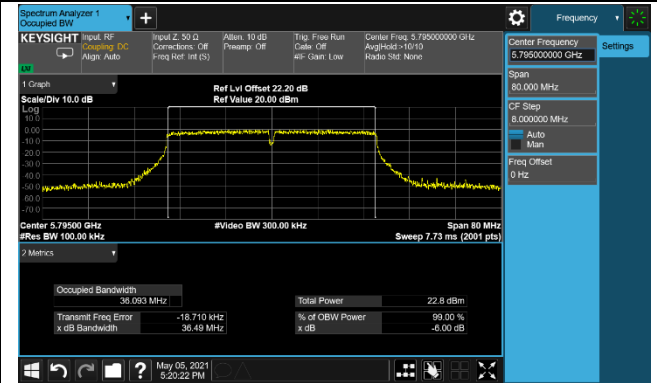 Spectrum Analyzer 1
Occupied BW
+
Frequency
KEYSIGHT
Input: RF
Coupling: DC
Align: Auto
Input Z: 50 Ω
Corrections: Off
Freq Ref: Int (S)
Atten: 10 dB
Preamp: Off
Trig: Free Run
Gate: Off
#IF Gain: Low
Center Freq: 5.795000000 GHz
Avg|Hold:>10/10
Radio Std: None
Center Frequency
5.795000000 GHz
Settings
Span
80.000 MHz
CF Step
8.000000 MHz
Auto
Man
Freq Offset
0 Hz
1 Graph
Scale/Div 10.0 dB
Ref Lvl Offset 22.20 dB
Ref Value 20.00 dBm
Log
10.0
0.00
-10.0
-20.0
-30.0
-40.0
-50.0
-60.0
-70.0
Center 5.79500 GHz
#Res BW 100.00 kHz
#Video BW 300.00 kHz
Span 80 MHz
Sweep 7.73 ms (2001 pts)
2 Metrics
Occupied Bandwidth
36.093 MHz
Total Power 22.8 dBm
Transmit Freq Error -18.710 kHz
% of OBW Power 99.00 %
x dB Bandwidth 36.49 MHz
x dB -6.00 dB
?
May 05, 2021
5:20:22 PM